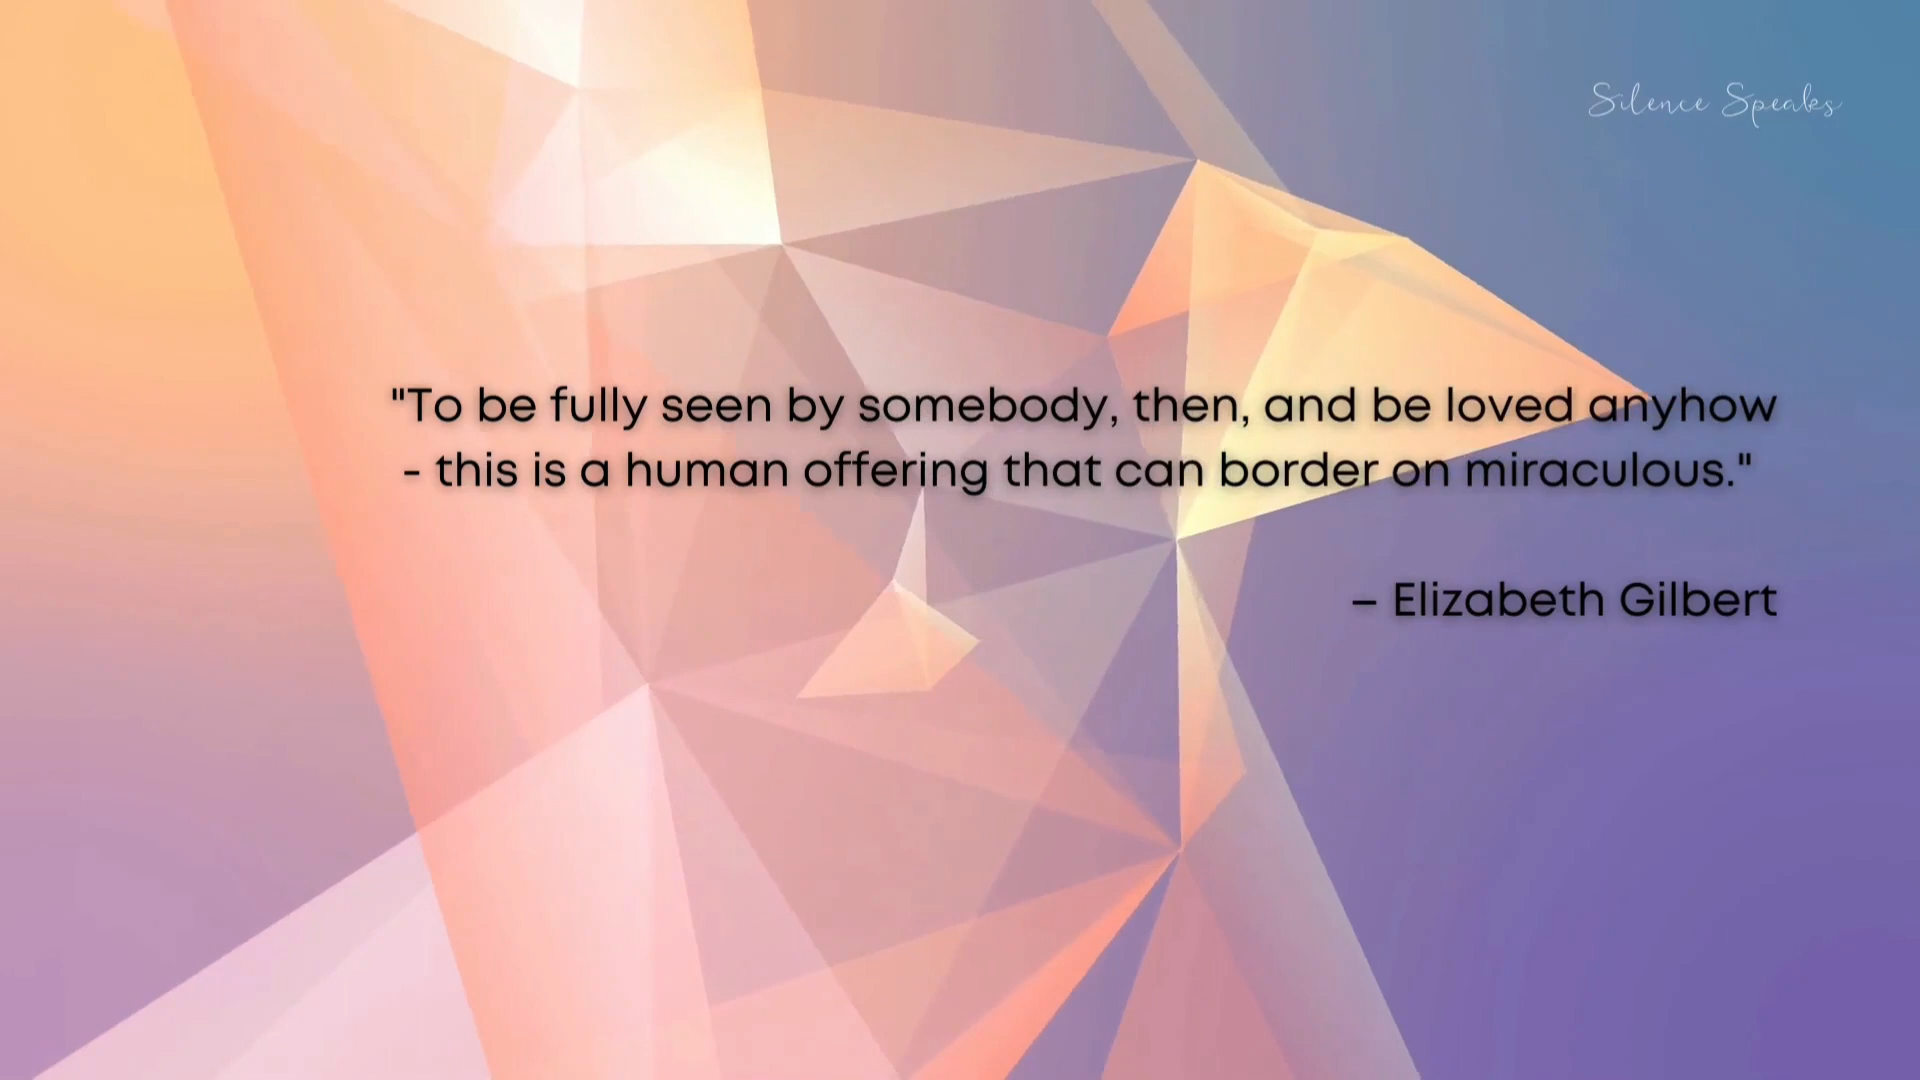 Silence Speaks
"To be fully seen by somebody, then, and be loved anyhow
- this is a human offering that can border on miraculous."
– Elizabeth Gilbert